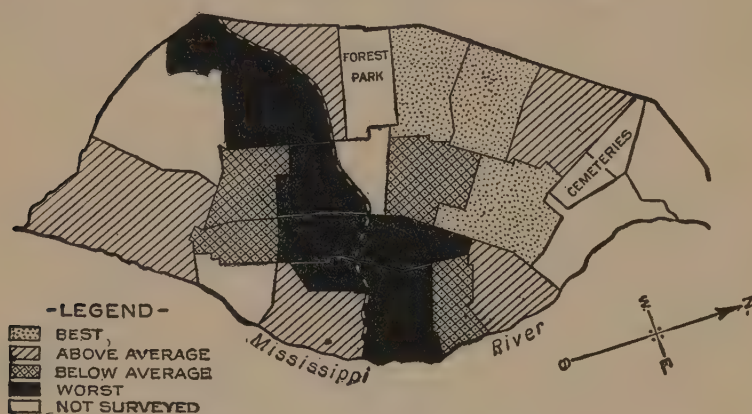 FOREST
PARK
CEMETERIES
-LEGEND-
BEST,
ABOVE AVERAGE
BELOW AVERAGE
WORST
NOT SURVEYED
Mississippi River
N
W
E
S